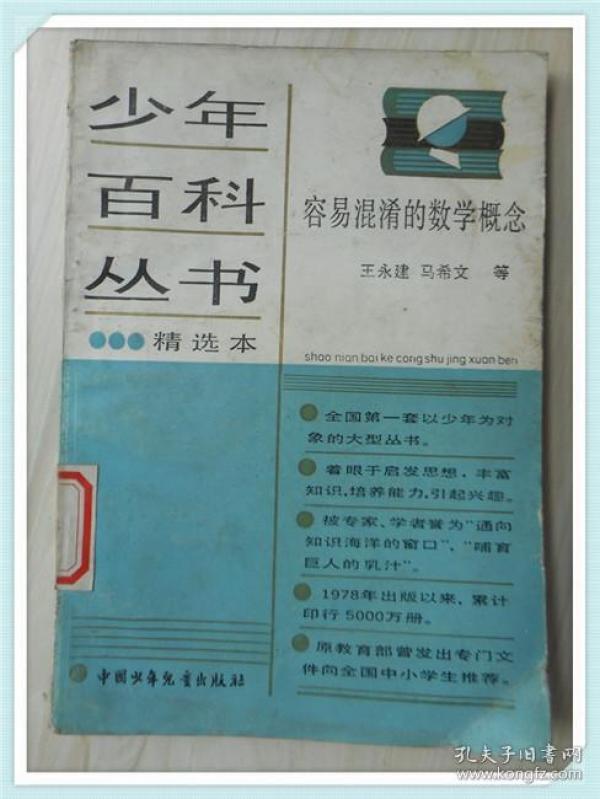 少年
百科
丛书
精选本
容易混淆的数学概念
王永建 马希文 等
shao nian bai ke cong shu jing xuan ben
全国第一套以少年为对
象的大型丛书。
着眼于启发思想，丰富
知识，培养能力，引起兴趣。
被专家、学者誉为“通向
知识海洋的窗口”、“哺育
巨人的乳汁”。
1978年出版以来，累计
印行5000万册。
原教育部曾发出专门文
件向全国中小学生推荐。
中国少年儿童出版社
孔夫子旧书网
www.kongfz.com